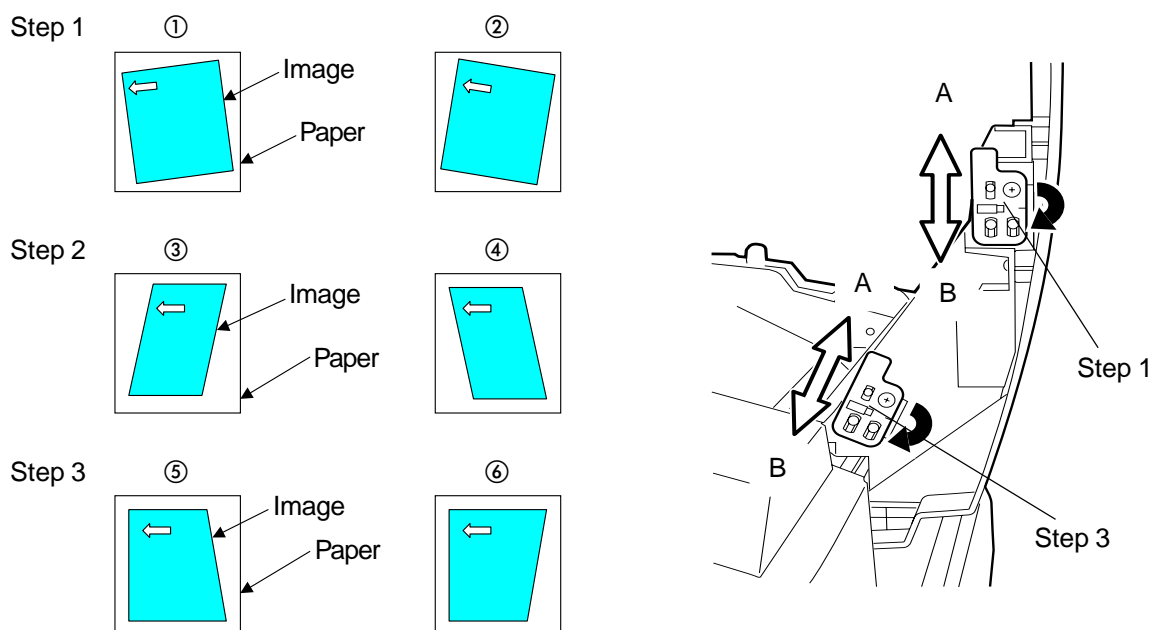 Step 1 ① ②
Image
Paper
Step 2 ③ ④
Image
Paper
Step 3 ⑤ ⑥
Image
Paper
A
A
B
Step 1
B
Step 3